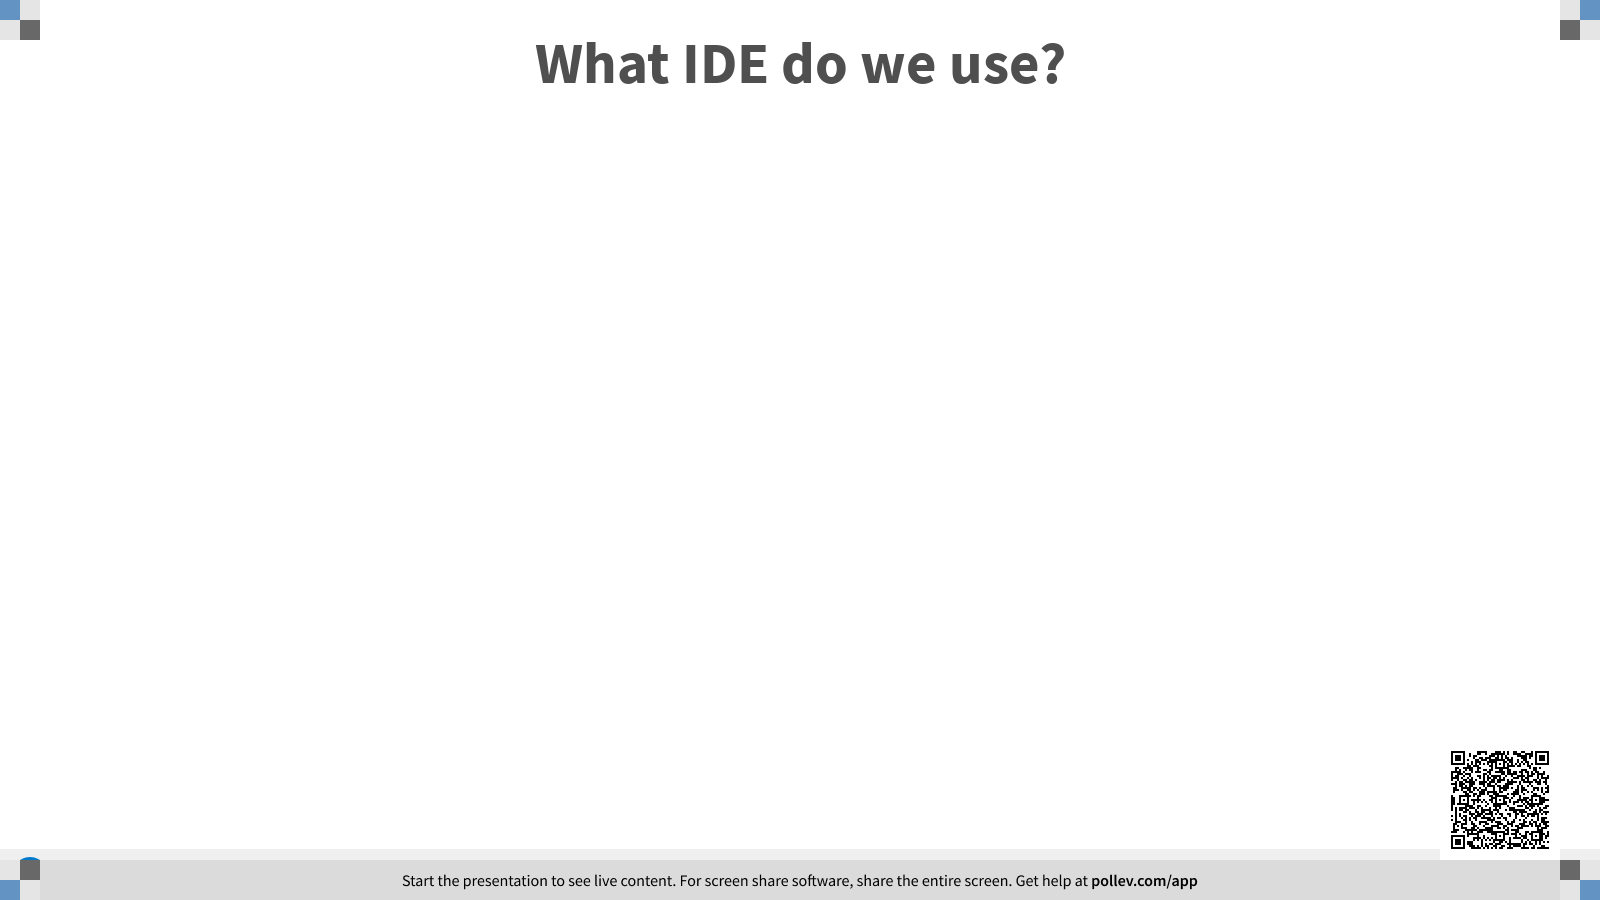 What IDE do we use?
Start the presentation to see live content. For screen share software, share the entire screen. Get help at pollev.com/app